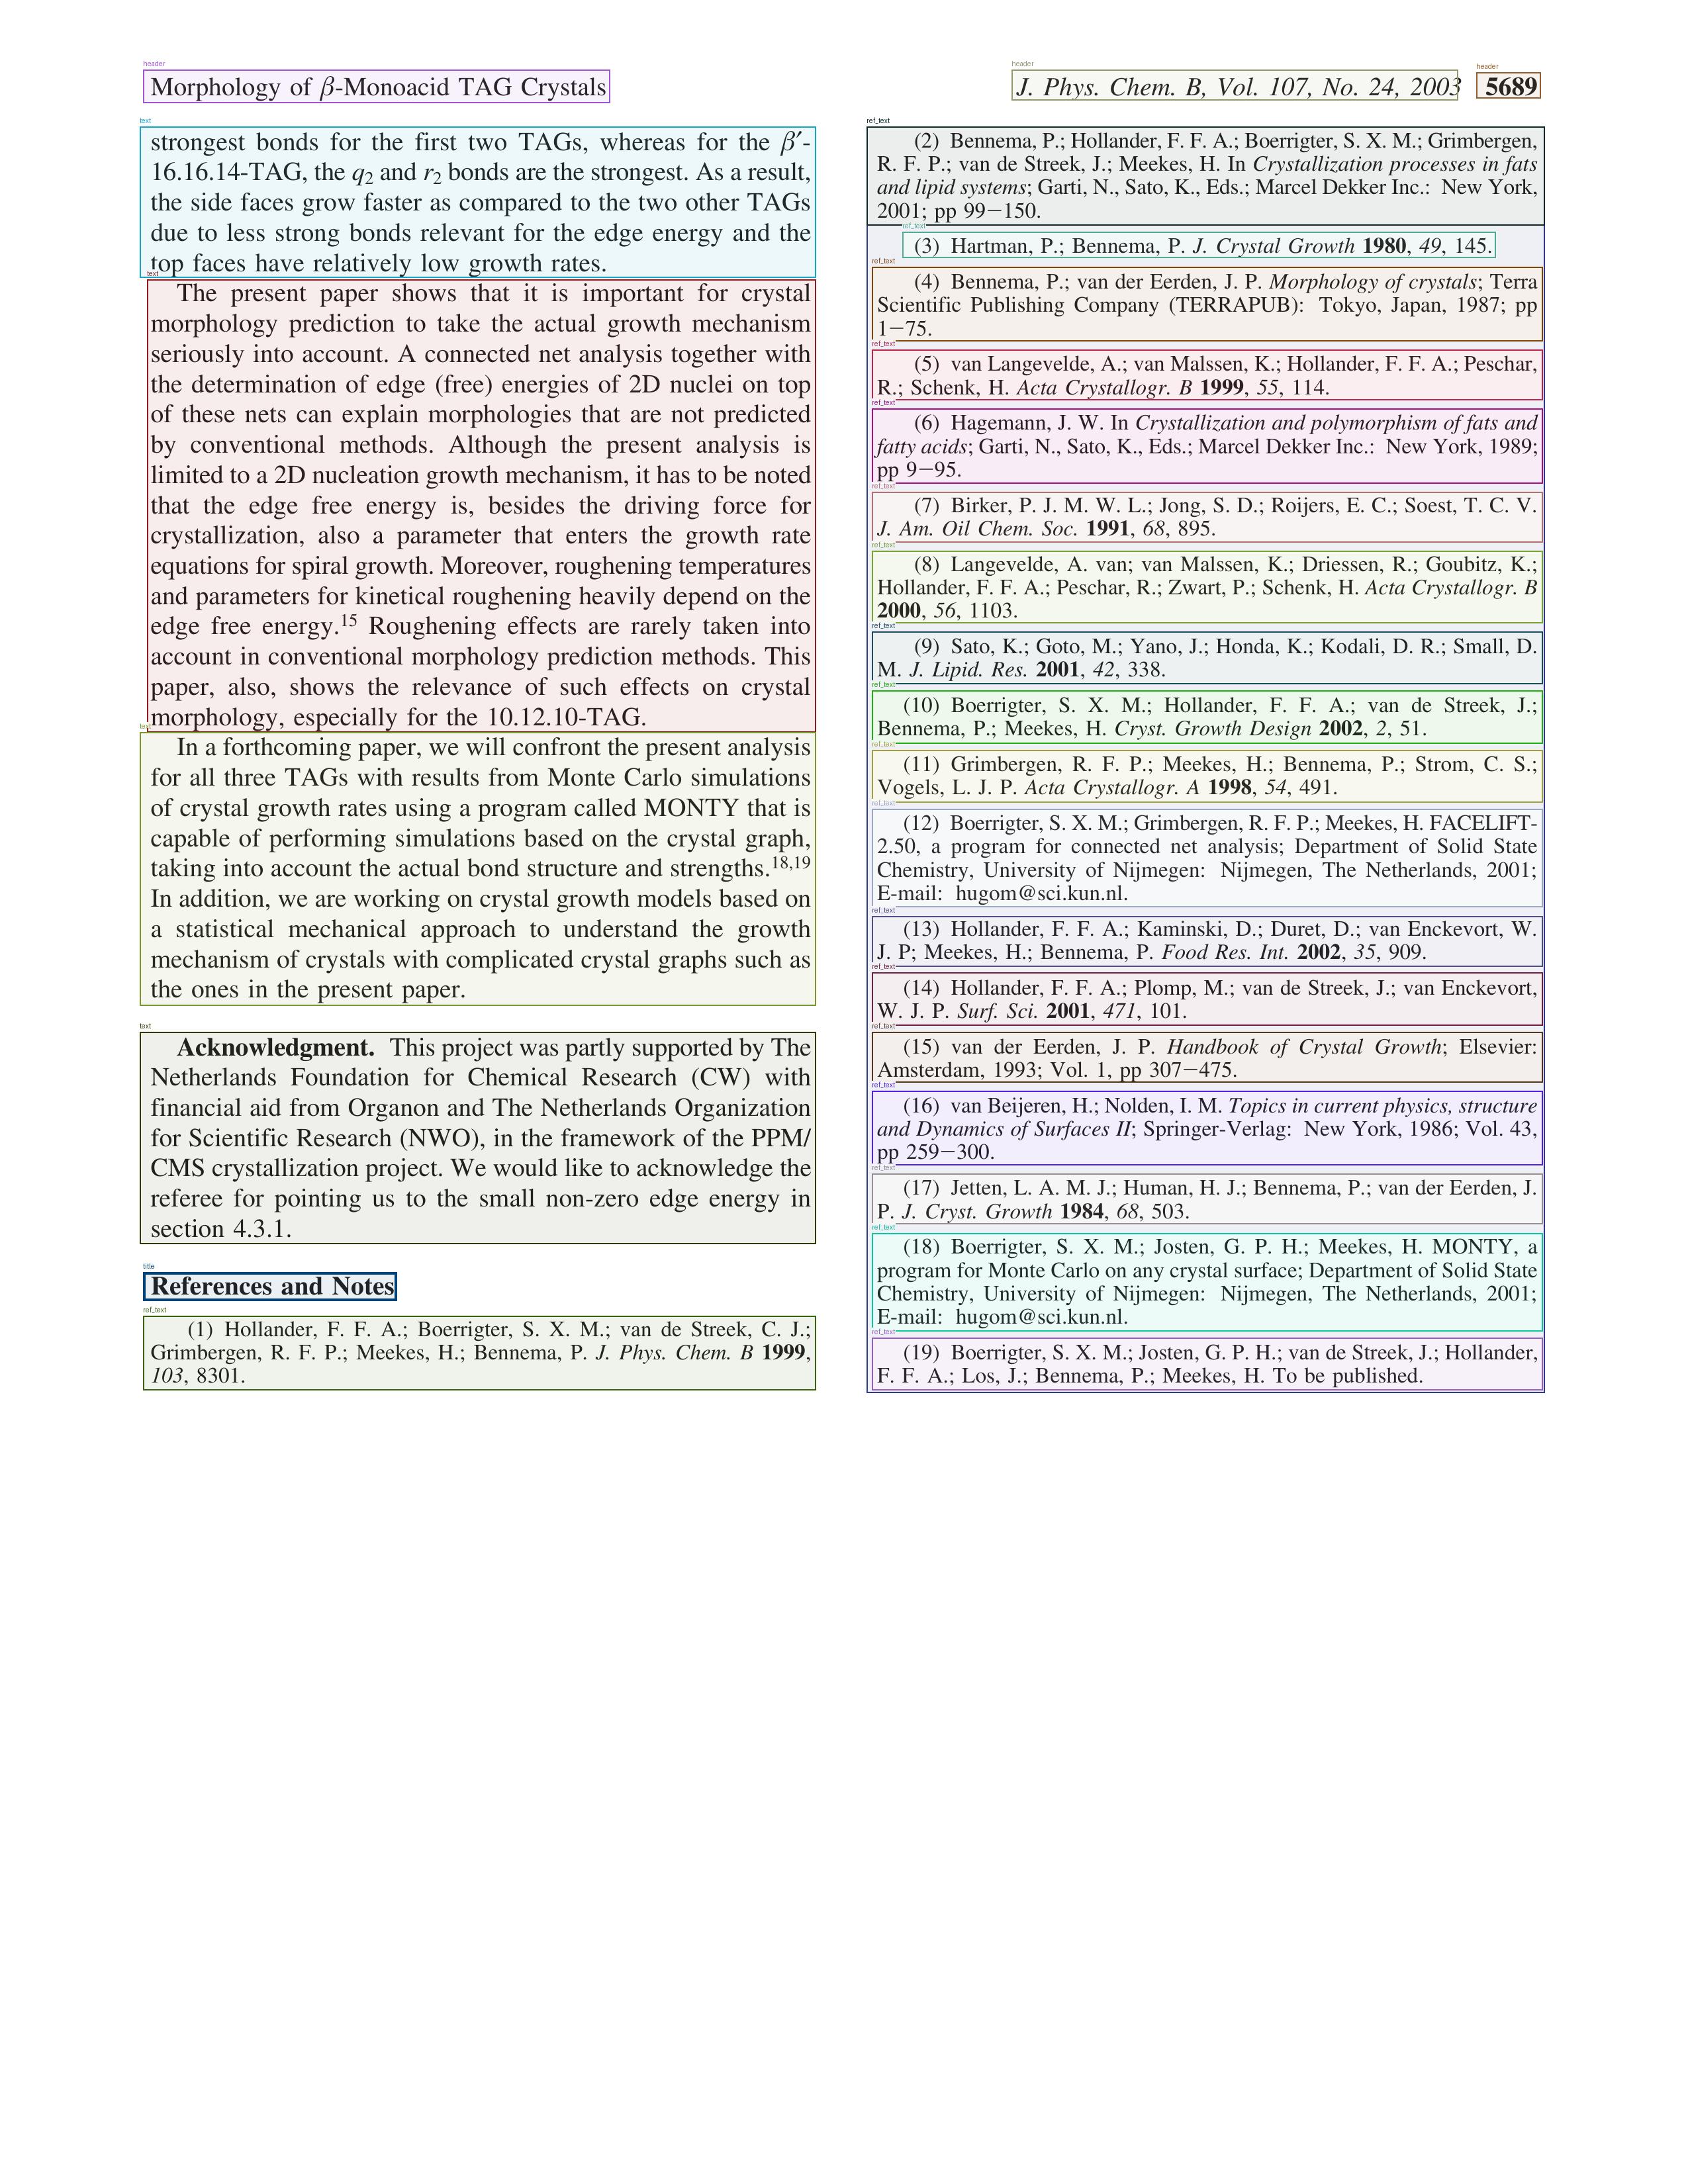 header
Morphology of β-Monoacid TAG Crystals
header
J. Phys. Chem. B, Vol. 107, No. 24, 2003
header
5689
text
strongest bonds for the first two TAGs, whereas for the β′-
16.16.14-TAG, the q2 and r2 bonds are the strongest. As a result,
the side faces grow faster as compared to the two other TAGs
due to less strong bonds relevant for the edge energy and the
top faces have relatively low growth rates.
text
The present paper shows that it is important for crystal
morphology prediction to take the actual growth mechanism
seriously into account. A connected net analysis together with
the determination of edge (free) energies of 2D nuclei on top
of these nets can explain morphologies that are not predicted
by conventional methods. Although the present analysis is
limited to a 2D nucleation growth mechanism, it has to be noted
that the edge free energy is, besides the driving force for
crystallization, also a parameter that enters the growth rate
equations for spiral growth. Moreover, roughening temperatures
and parameters for kinetical roughening heavily depend on the
edge free energy.15 Roughening effects are rarely taken into
account in conventional morphology prediction methods. This
paper, also, shows the relevance of such effects on crystal
morphology, especially for the 10.12.10-TAG.
text
In a forthcoming paper, we will confront the present analysis
for all three TAGs with results from Monte Carlo simulations
of crystal growth rates using a program called MONTY that is
capable of performing simulations based on the crystal graph,
taking into account the actual bond structure and strengths.18,19
In addition, we are working on crystal growth models based on
a statistical mechanical approach to understand the growth
mechanism of crystals with complicated crystal graphs such as
the ones in the present paper.
text
Acknowledgment. This project was partly supported by The
Netherlands Foundation for Chemical Research (CW) with
financial aid from Organon and The Netherlands Organization
for Scientific Research (NWO), in the framework of the PPM/
CMS crystallization project. We would like to acknowledge the
referee for pointing us to the small non-zero edge energy in
section 4.3.1.
title
References and Notes
ref_text
(1) Hollander, F. F. A.; Boerrigter, S. X. M.; van de Streek, C. J.;
Grimbergen, R. F. P.; Meekes, H.; Bennema, P. J. Phys. Chem. B 1999,
103, 8301.
ref_text
(2) Bennema, P.; Hollander, F. F. A.; Boerrigter, S. X. M.; Grimbergen,
R. F. P.; van de Streek, J.; Meekes, H. In Crystallization processes in fats
and lipid systems; Garti, N., Sato, K., Eds.; Marcel Dekker Inc.: New York,
2001; pp 99−150.
ref_text
(3) Hartman, P.; Bennema, P. J. Crystal Growth 1980, 49, 145.
ref_text
(4) Bennema, P.; van der Eerden, J. P. Morphology of crystals; Terra
Scientific Publishing Company (TERRAPUB): Tokyo, Japan, 1987; pp
1−75.
ref_text
(5) van Langevelde, A.; van Malssen, K.; Hollander, F. F. A.; Peschar,
R.; Schenk, H. Acta Crystallogr. B 1999, 55, 114.
ref_text
(6) Hagemann, J. W. In Crystallization and polymorphism of fats and
fatty acids; Garti, N., Sato, K., Eds.; Marcel Dekker Inc.: New York, 1989;
pp 9−95.
ref_text
(7) Birker, P. J. M. W. L.; Jong, S. D.; Roijers, E. C.; Soest, T. C. V.
J. Am. Oil Chem. Soc. 1991, 68, 895.
ref_text
(8) Langevelde, A. van; van Malssen, K.; Driessen, R.; Goubitz, K.;
Hollander, F. F. A.; Peschar, R.; Zwart, P.; Schenk, H. Acta Crystallogr. B
2000, 56, 1103.
ref_text
(9) Sato, K.; Goto, M.; Yano, J.; Honda, K.; Kodali, D. R.; Small, D.
M. J. Lipid. Res. 2001, 42, 338.
ref_text
(10) Boerrigter, S. X. M.; Hollander, F. F. A.; van de Streek, J.;
Bennema, P.; Meekes, H. Cryst. Growth Design 2002, 2, 51.
ref_text
(11) Grimbergen, R. F. P.; Meekes, H.; Bennema, P.; Strom, C. S.;
Vogels, L. J. P. Acta Crystallogr. A 1998, 54, 491.
ref_text
(12) Boerrigter, S. X. M.; Grimbergen, R. F. P.; Meekes, H. FACELIFT-
2.50, a program for connected net analysis; Department of Solid State
Chemistry, University of Nijmegen: Nijmegen, The Netherlands, 2001;
E-mail: hugom@sci.kun.nl.
ref_text
(13) Hollander, F. F. A.; Kaminski, D.; Duret, D.; van Enckevort, W.
J. P; Meekes, H.; Bennema, P. Food Res. Int. 2002, 35, 909.
ref_text
(14) Hollander, F. F. A.; Plomp, M.; van de Streek, J.; van Enckevort,
W. J. P. Surf. Sci. 2001, 471, 101.
ref_text
(15) van der Eerden, J. P. Handbook of Crystal Growth; Elsevier:
Amsterdam, 1993; Vol. 1, pp 307−475.
ref_text
(16) van Beijeren, H.; Nolden, I. M. Topics in current physics, structure
and Dynamics of Surfaces II; Springer-Verlag: New York, 1986; Vol. 43,
pp 259−300.
ref_text
(17) Jetten, L. A. M. J.; Human, H. J.; Bennema, P.; van der Eerden, J.
P. J. Cryst. Growth 1984, 68, 503.
ref_text
(18) Boerrigter, S. X. M.; Josten, G. P. H.; Meekes, H. MONTY, a
program for Monte Carlo on any crystal surface; Department of Solid State
Chemistry, University of Nijmegen: Nijmegen, The Netherlands, 2001;
E-mail: hugom@sci.kun.nl.
ref_text
(19) Boerrigter, S. X. M.; Josten, G. P. H.; van de Streek, J.; Hollander,
F. F. A.; Los, J.; Bennema, P.; Meekes, H. To be published.